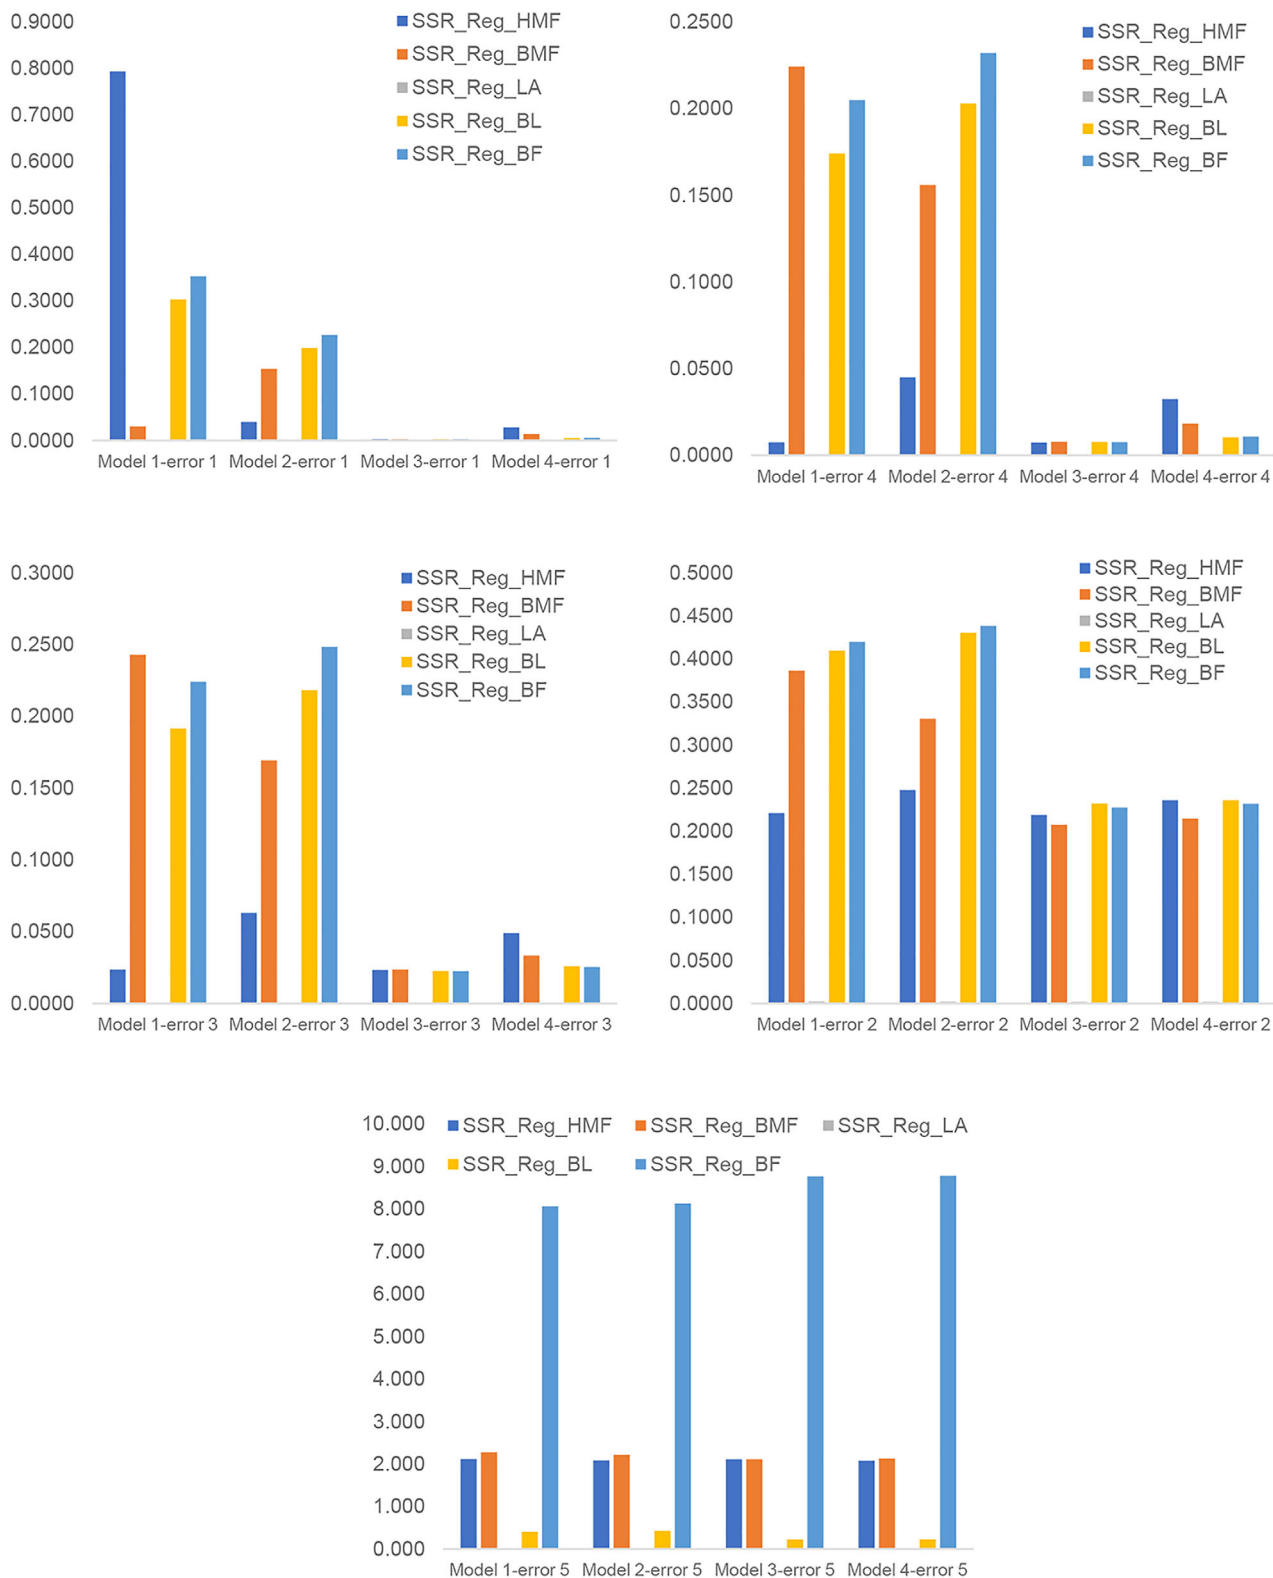 0.9000
0.8000
0.7000
0.6000
0.5000
0.4000
0.3000
0.2000
0.1000
0.0000
SSR_Reg_HMF
SSR_Reg_BMF
SSR_Reg_LA
SSR_Reg_BL
SSR_Reg_BF
Model 1-error 1 Model 2-error 1 Model 3-error 1 Model 4-error 1
0.2500
0.2000
0.1500
0.1000
0.0500
0.0000
SSR_Reg_HMF
SSR_Reg_BMF
SSR_Reg_LA
SSR_Reg_BL
SSR_Reg_BF
Model 1-error 4 Model 2-error 4 Model 3-error 4 Model 4-error 4
0.3000
0.2500
0.2000
0.1500
0.1000
0.0500
0.0000
SSR_Reg_HMF
SSR_Reg_BMF
SSR_Reg_LA
SSR_Reg_BL
SSR_Reg_BF
Model 1-error 3 Model 2-error 3 Model 3-error 3 Model 4-error 3
0.5000
0.4500
0.4000
0.3500
0.3000
0.2500
0.2000
0.1500
0.1000
0.0500
0.0000
SSR_Reg_HMF
SSR_Reg_BMF
SSR_Reg_LA
SSR_Reg_BL
SSR_Reg_BF
Model 1-error 2 Model 2-error 2 Model 3-error 2 Model 4-error 2
10.000
9.000
8.000
7.000
6.000
5.000
4.000
3.000
2.000
1.000
0.000
SSR_Reg_HMF SSR_Reg_BMF SSR_Reg_LA
SSR_Reg_BL SSR_Reg_BF
Model 1-error 5 Model 2-error 5 Model 3-error 5 Model 4-error 5